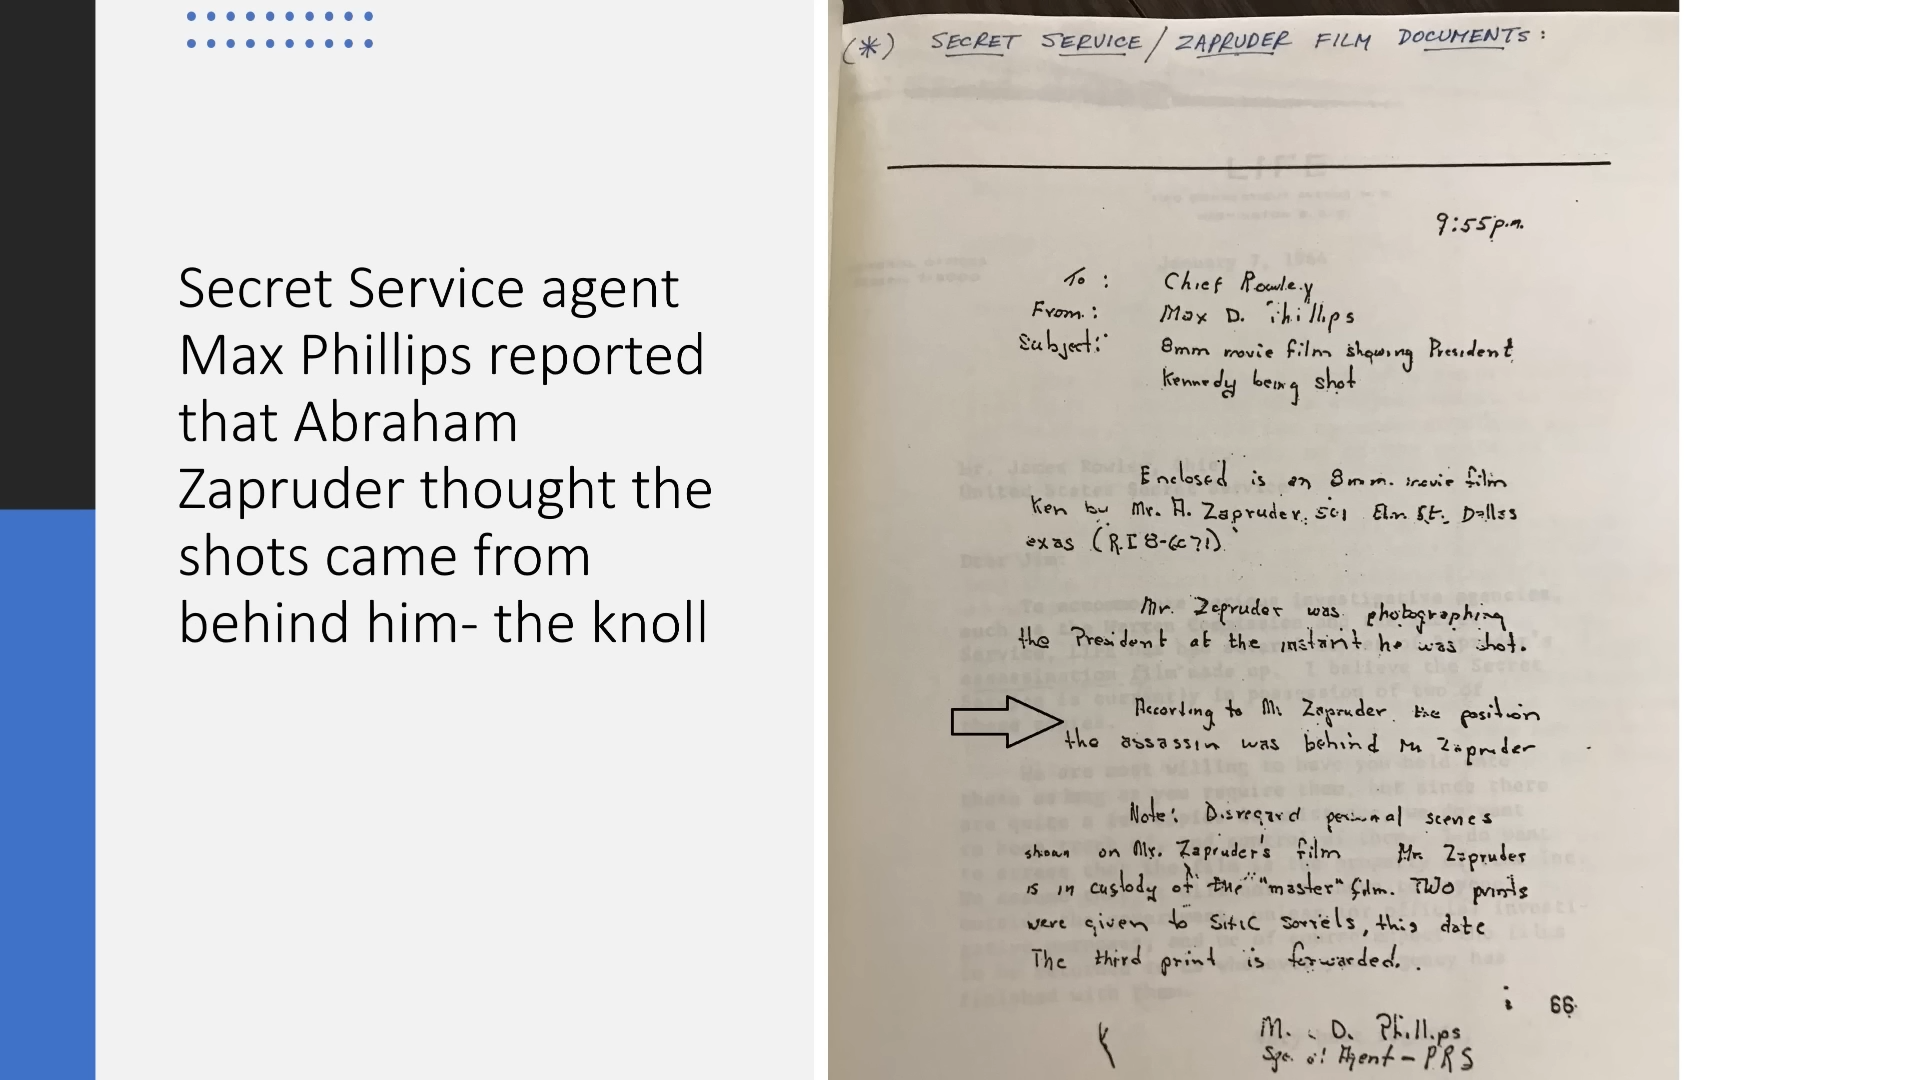 Secret Service agent
Max Phillips reported
that Abraham
Zapruder thought the
shots came from
behind him- the knoll
(*) SECRET SERVICE / ZAPRUDER FILM DOCUMENTS:
LIFE
9:55 p.m.
To : Chief Rowley
From : Max D. Phillips
Subject: 8mm movie film showing President
Kennedy being shot
Enclosed is an 8mm. movie film
ken by Mr. A. Zapruder, 501 Elm St. Dallas
exas
Mr. Zapruder was photographing
the President at the instant he was shot.
According to Mr Zapruder the position
the assassin was behind Mr Zapruder
Note: Disregard personal scenes
shown on Mr. Zapruder's film Mr. Zapruder
is in custody of the "master" film. Two prints
were given to SAIC Sorrels, this date
The third print is forwarded.
66
M. D. Phillips
Agent - PRS